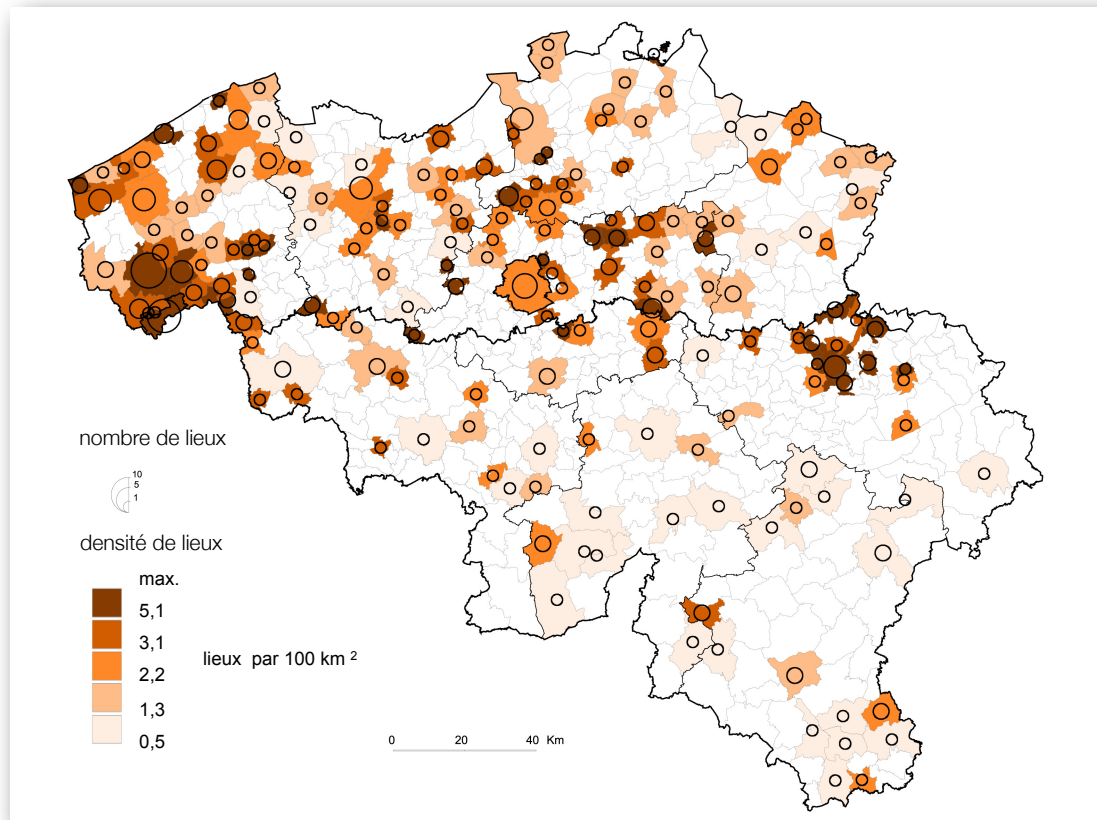 nombre de lieux
10
5
1
densité de lieux
max.
5,1
3,1
2,2
lieux par 100 km ²
1,3
0,5
0 20 40 Km